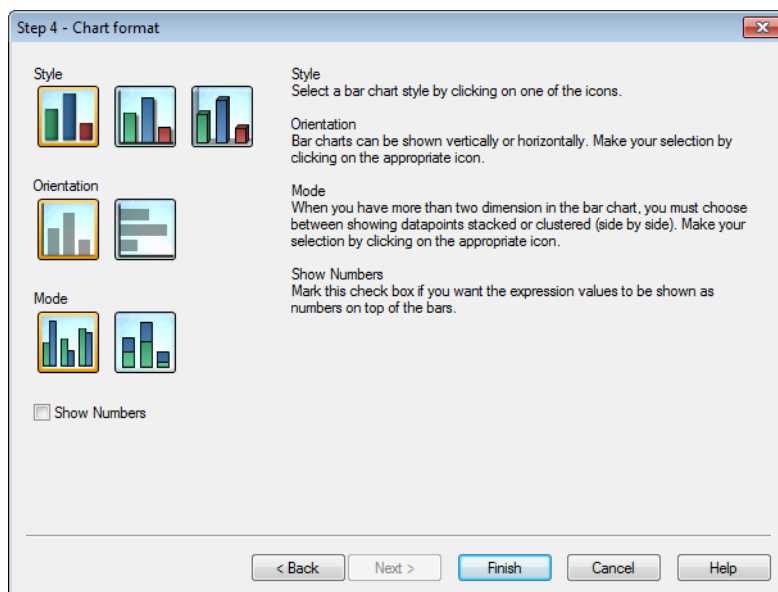 Step 4 - Chart format
Style
Orientation
Mode
Show Numbers
Style
Select a bar chart style by clicking on one of the icons.
Orientation
Bar charts can be shown vertically or horizontally. Make your selection by
clicking on the appropriate icon.
Mode
When you have more than two dimension in the bar chart, you must choose
between showing datapoints stacked or clustered (side by side). Make your
selection by clicking on the appropriate icon.
Show Numbers
Mark this check box if you want the expression values to be shown as
numbers on top of the bars.
< Back
Next >
Finish
Cancel
Help